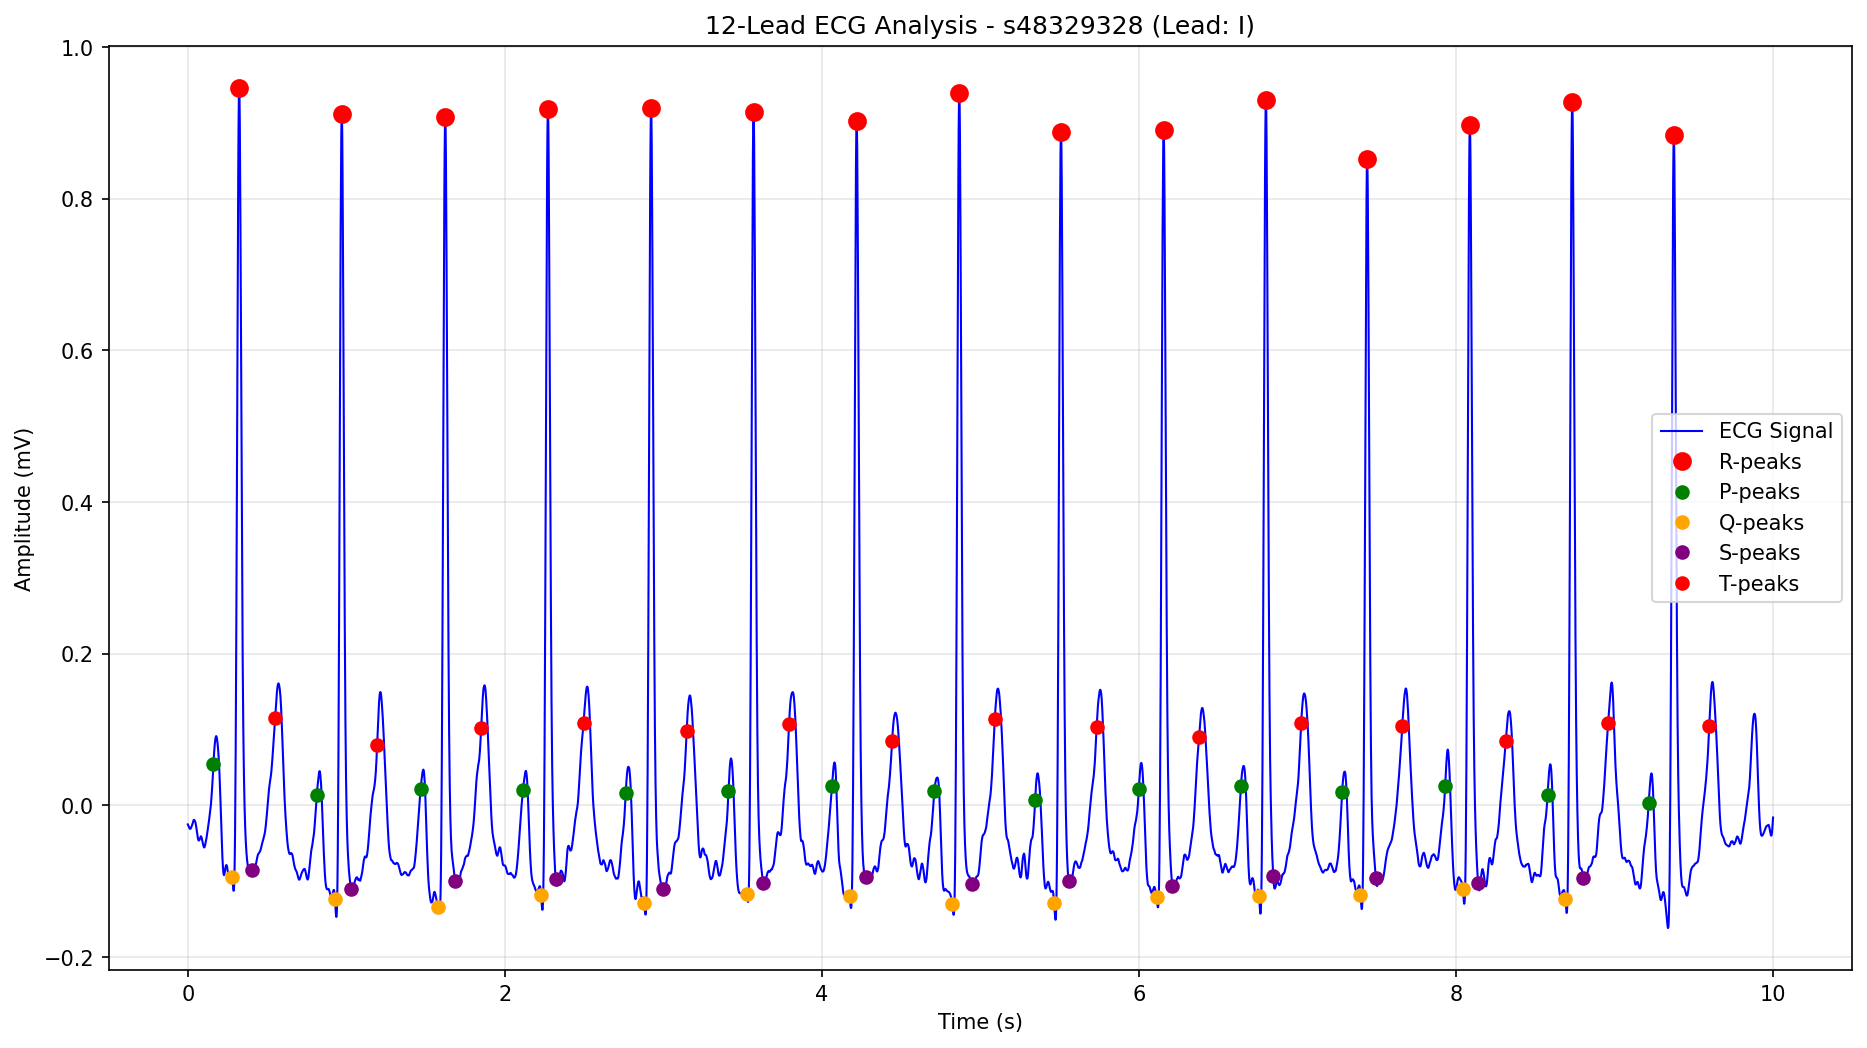 12-Lead ECG Analysis - s48329328 (Lead: I)
1.0
0.8
0.6
0.4
0.2
0.0
−0.2
Amplitude (mV)
ECG Signal
R-peaks
P-peaks
Q-peaks
S-peaks
T-peaks
0 2 4 6 8 10
Time (s)